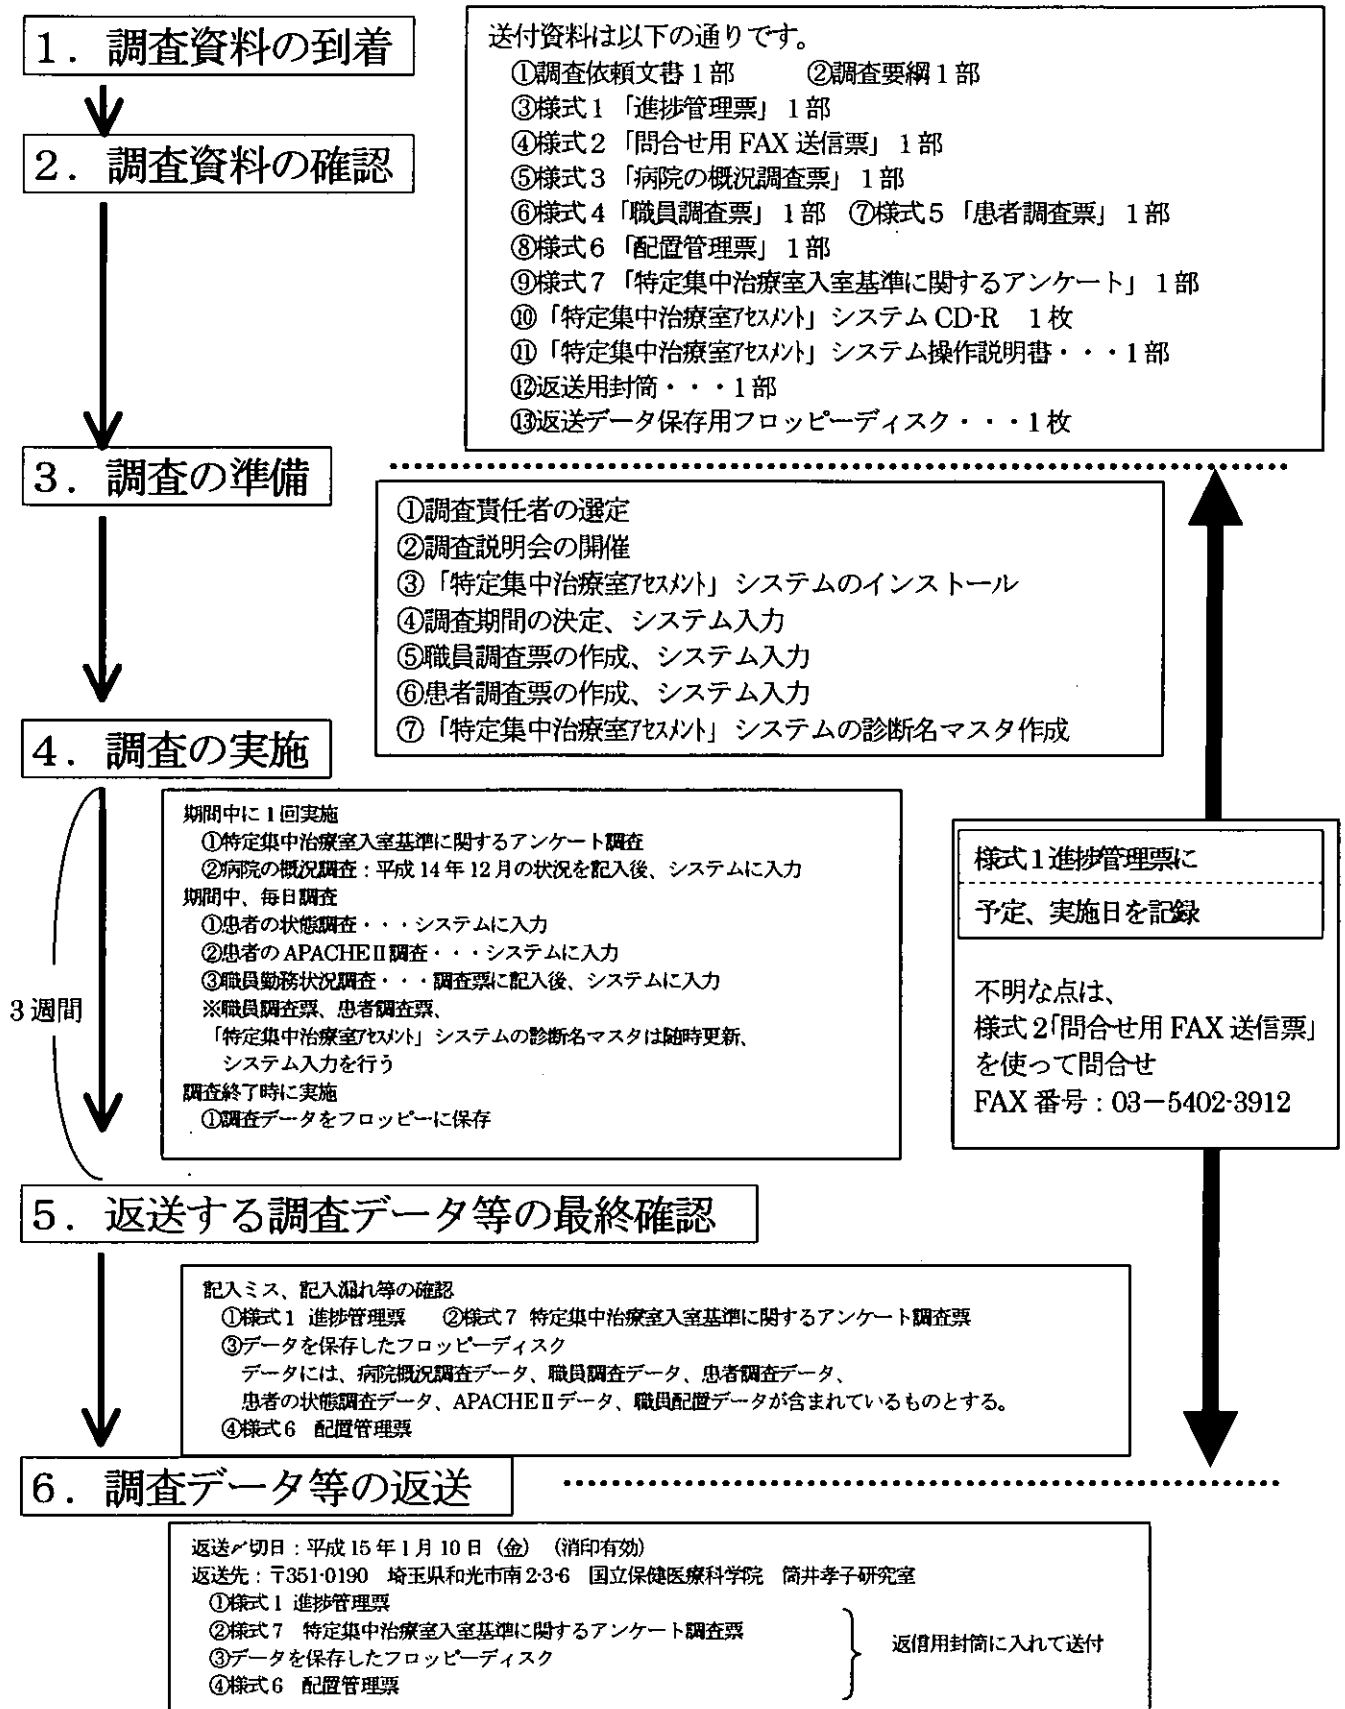 1．調査資料の到着
送付資料は以下の通りです。
①調査依頼文書1部　②調査要綱1部
③様式1「進捗管理票」1部
④様式2「問合せ用 FAX 送信票」1部
⑤様式3「病院の概況調査票」1部
⑥様式4「職員調査票」1部　⑦様式5「患者調査票」1部
⑧様式6「配置管理票」1部
⑨様式7「特定集中治療室入室基準に関するアンケート」1部
⑩「特定集中治療室ｱｾｽﾒﾝﾄ」システム CD-R　1枚
⑪「特定集中治療室ｱｾｽﾒﾝﾄ」システム操作説明書・・・1部
⑫返送用封筒・・・1部
⑬返送データ保存用フロッピーディスク・・・1枚
2．調査資料の確認
3．調査の準備
①調査責任者の選定
②調査説明会の開催
③「特定集中治療室ｱｾｽﾒﾝﾄ」システムのインストール
④調査期間の決定、システム入力
⑤職員調査票の作成、システム入力
⑥患者調査票の作成、システム入力
⑦「特定集中治療室ｱｾｽﾒﾝﾄ」システムの診断名マスタ作成
4．調査の実施
3週間
期間中に1回実施
①特定集中治療室入室基準に関するアンケート調査
②病院の概況調査：平成14年12月の状況を記入後、システムに入力
期間中、毎日調査
①患者の状態調査・・・システムに入力
②患者の APACHEⅡ調査・・・システムに入力
③職員勤務状況調査・・・調査票に記入後、システムに入力
※職員調査票、患者調査票、
「特定集中治療室ｱｾｽﾒﾝﾄ」システムの診断名マスタは随時更新、
システム入力を行う
調査終了時に実施
①調査データをフロッピーに保存
様式1進捗管理票に
予定、実施日を記録
不明な点は、
様式2「問合せ用 FAX 送信票」
を使って問合せ
FAX 番号：03－5402-3912
5．返送する調査データ等の最終確認
記入ミス、記入漏れ等の確認
①様式1 進捗管理票　②様式7 特定集中治療室入室基準に関するアンケート調査票
③データを保存したフロッピーディスク
データには、病院概況調査データ、職員調査データ、患者調査データ、
患者の状態調査データ、APACHEⅡデータ、職員配置データが含まれているものとする。
④様式6　配置管理票
6．調査データ等の返送
返送〆切日：平成15年1月10日（金）（消印有効）
返送先：〒351-0190　埼玉県和光市南2-3-6　国立保健医療科学院　筒井孝子研究室
①様式1 進捗管理票
②様式7　特定集中治療室入室基準に関するアンケート調査票
③データを保存したフロッピーディスク
④様式6　配置管理票
返信用封筒に入れて送付